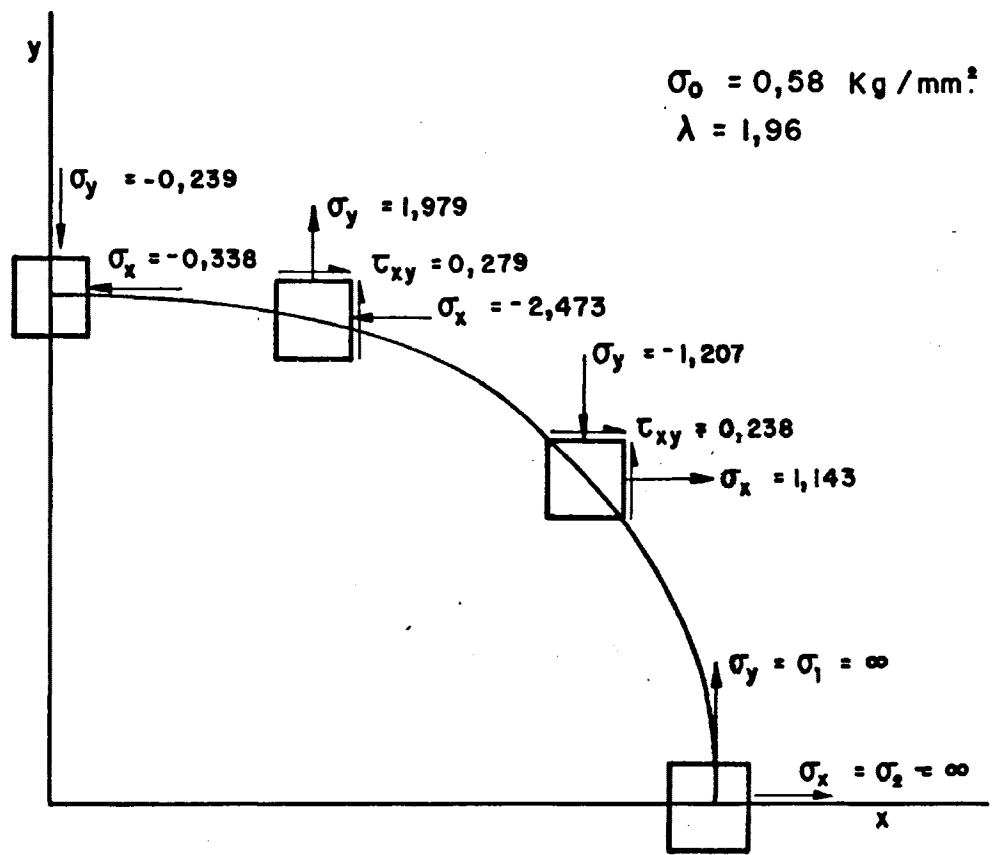 y
σ₀ = 0,58 Kg/mm².
λ = 1,96
σy = -0,239
σy = 1,979
σx = -0,338
τxy = 0,279
σx = -2,473
σy = -1,207
τxy = 0,238
σx = 1,143
σy = σ₁ = ∞
σx = σ₂ = ∞
x